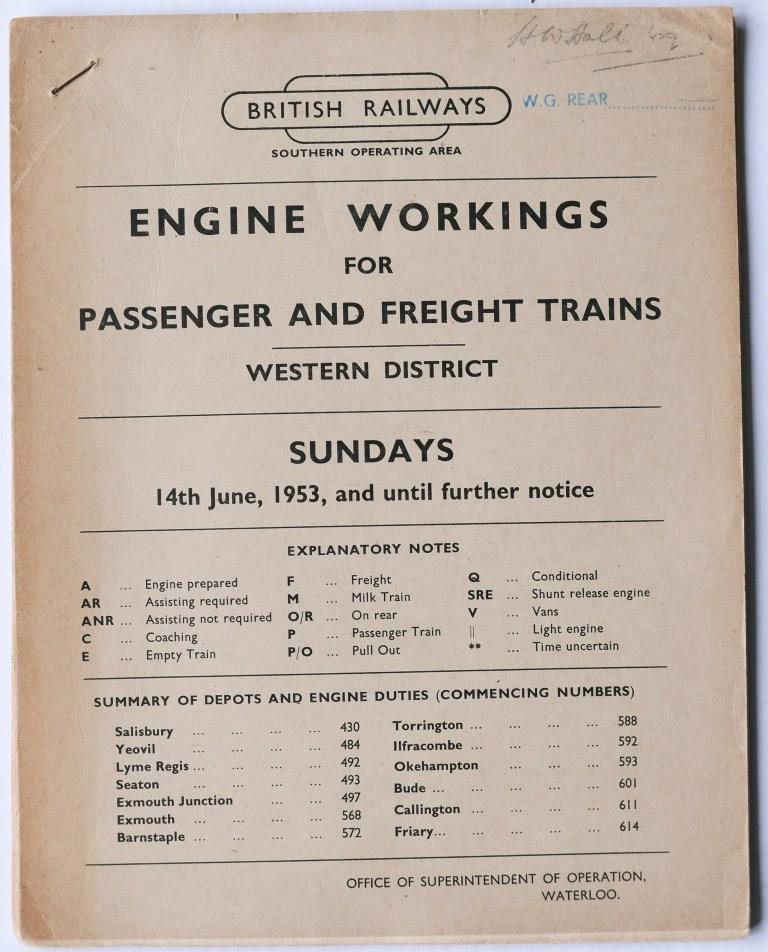 W.G. REAR
BRITISH RAILWAYS
SOUTHERN OPERATING AREA
ENGINE WORKINGS
FOR
PASSENGER AND FREIGHT TRAINS
WESTERN DISTRICT
SUNDAYS
14th June, 1953, and until further notice
EXPLANATORY NOTES
A ... Engine prepared
AR ... Assisting required
ANR ... Assisting not required
C ... Coaching
E ... Empty Train
F ... Freight
M ... Milk Train
O/R ... On rear
P ... Passenger Train
P/O ... Pull Out
Q ... Conditional
SRE ... Shunt release engine
V ... Vans
|| ... Light engine
** ... Time uncertain
SUMMARY OF DEPOTS AND ENGINE DUTIES (COMMENCING NUMBERS)
Salisbury ... ... ... ... 430
Yeovil ... ... ... ... 484
Lyme Regis ... ... ... ... 492
Seaton ... ... ... ... 493
Exmouth Junction ... ... 497
Exmouth ... ... ... ... 568
Barnstaple ... ... ... ... 572
Torrington ... ... ... ... 588
Ilfracombe ... ... ... ... 592
Okehampton ... ... ... 593
Bude ... ... ... ... 601
Callington ... ... ... ... 611
Friary... ... ... ... 614
OFFICE OF SUPERINTENDENT OF OPERATION,
WATERLOO.